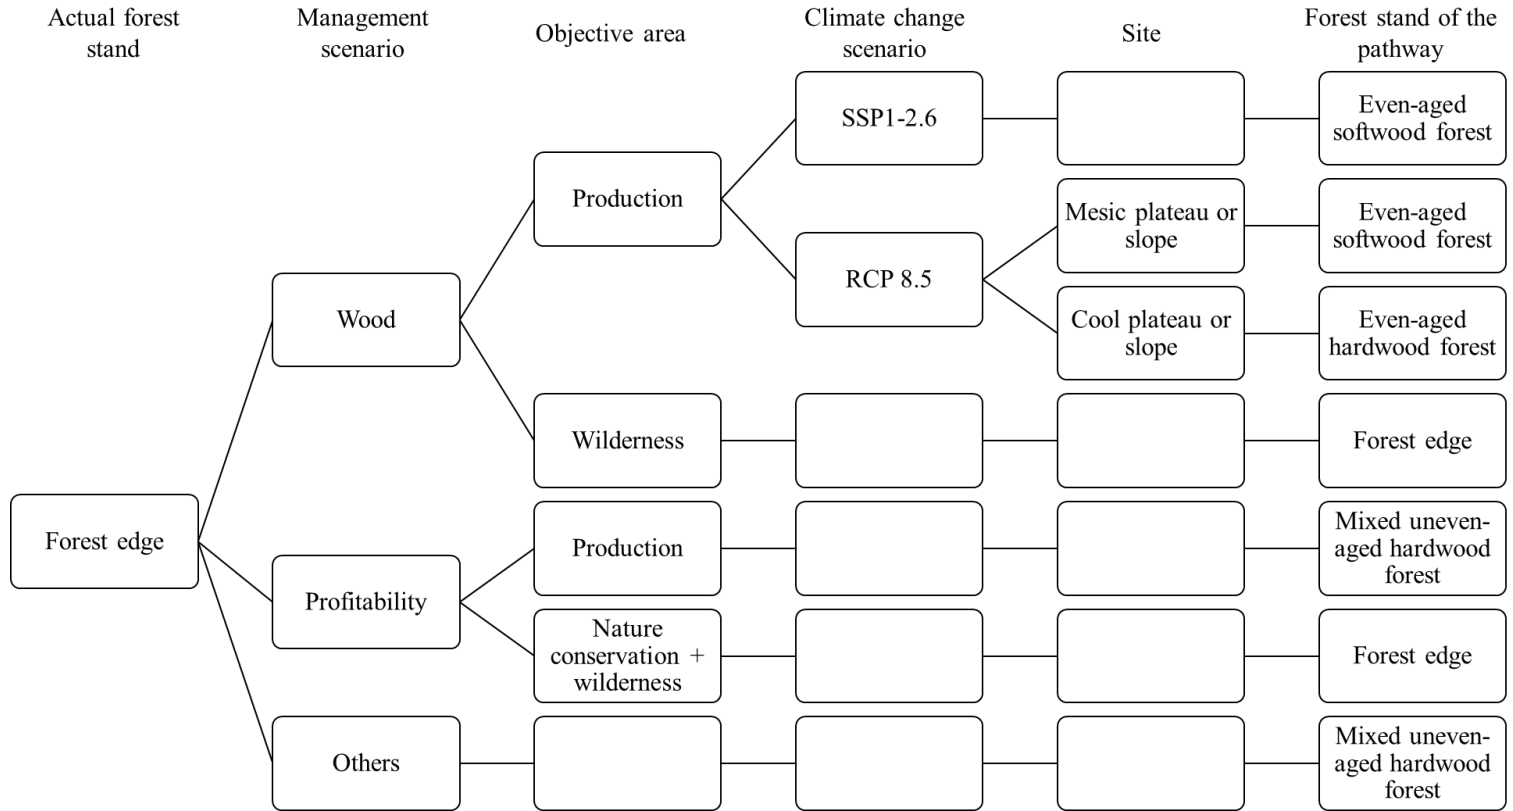 Actual forest
stand
Management
scenario
Objective area
Climate change
scenario
Site
Forest stand of the
pathway
SSP1-2.6
Even-aged
softwood forest
Production
Mesic plateau or
slope
Even-aged
softwood forest
RCP 8.5
Wood
Cool plateau or
slope
Even-aged
hardwood forest
Wilderness
Forest edge
Forest edge
Production
Mixed uneven-
aged hardwood
forest
Profitability
Nature
conservation +
wilderness
Forest edge
Others
Mixed uneven-
aged hardwood
forest